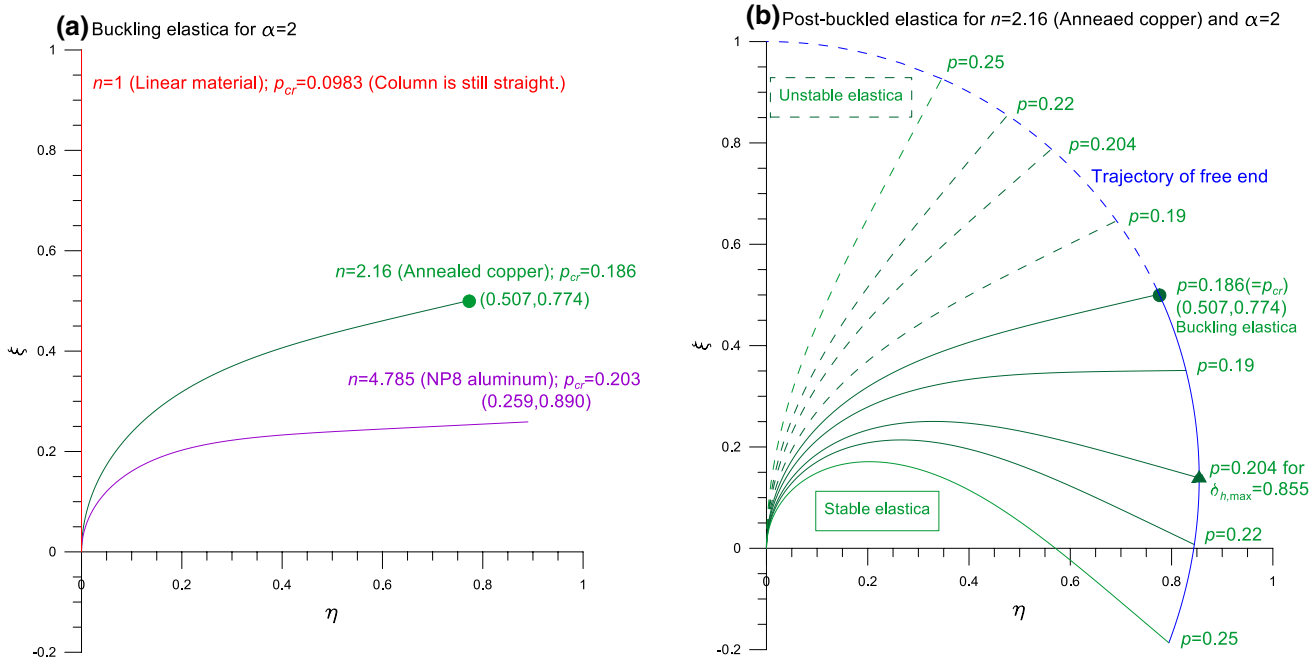 (a) Buckling elastica for α=2
1
n=1 (Linear material); pcr=0.0983 (Column is still straight.)
0.8
0.6
n=2.16 (Annealed copper); pcr=0.186
(0.507,0.774)
ξ
0.4
n=4.785 (NP8 aluminum); pcr=0.203
(0.259,0.890)
0.2
0
0 0.2 0.4 0.6 0.8 1
η
-0.2
(b) Post-buckled elastica for n=2.16 (Anneaed copper) and α=2
1
p=0.25
Unstable elastica
p=0.22
p=0.204
0.8
Trajectory of free end
p=0.19
0.6
p=0.186(=pcr)
(0.507,0.774)
Buckling elastica
ξ
0.4
p=0.19
0.2
p=0.204 for
δh,max=0.855
Stable elastica
p=0.22
0
0 0.2 0.4 0.6 0.8 1
η
p=0.25
-0.2